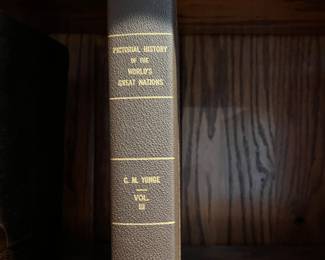 PICTORIAL HISTORY
OF THE
WORLD'S
GREAT NATIONS
C. M. YONGE
VOL.
III